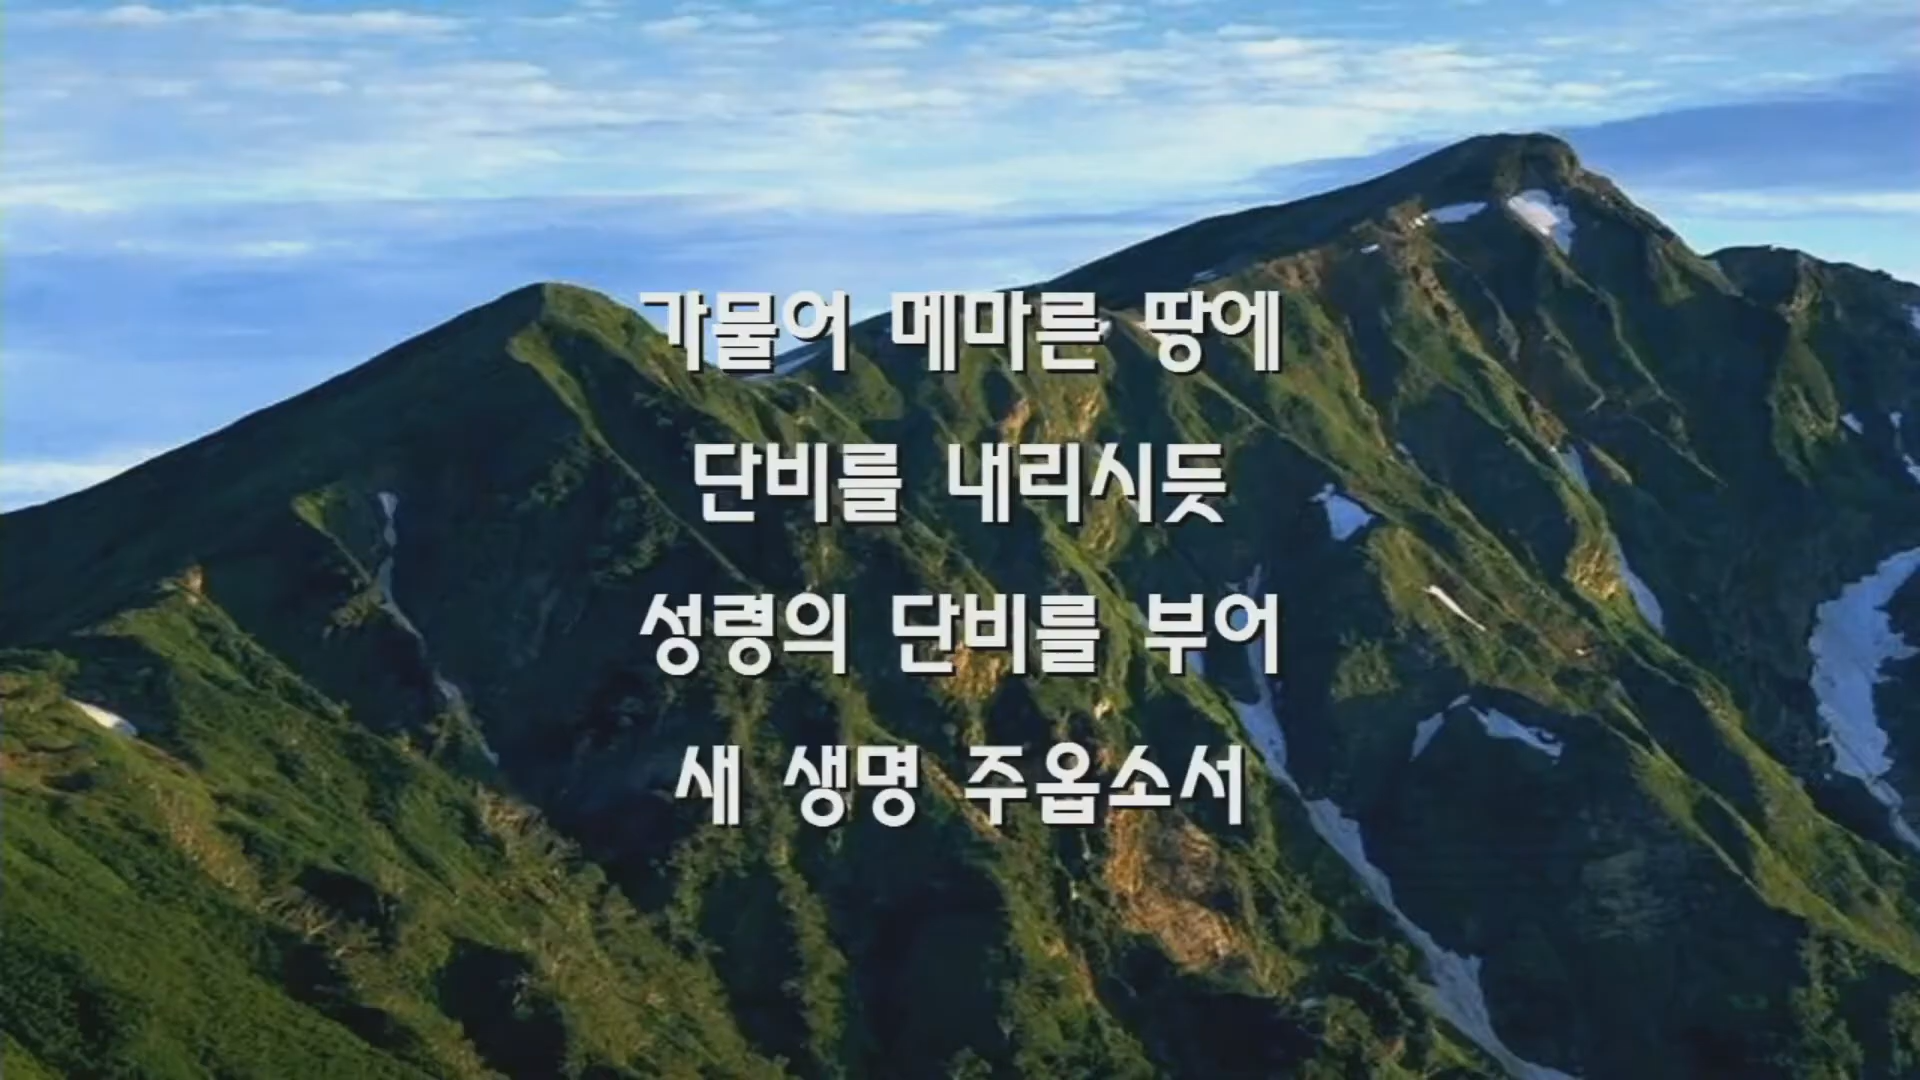 가물어 메마른 땅에
단비를 내리시듯
성령의 단비를 부어
새 생명 주옵소서